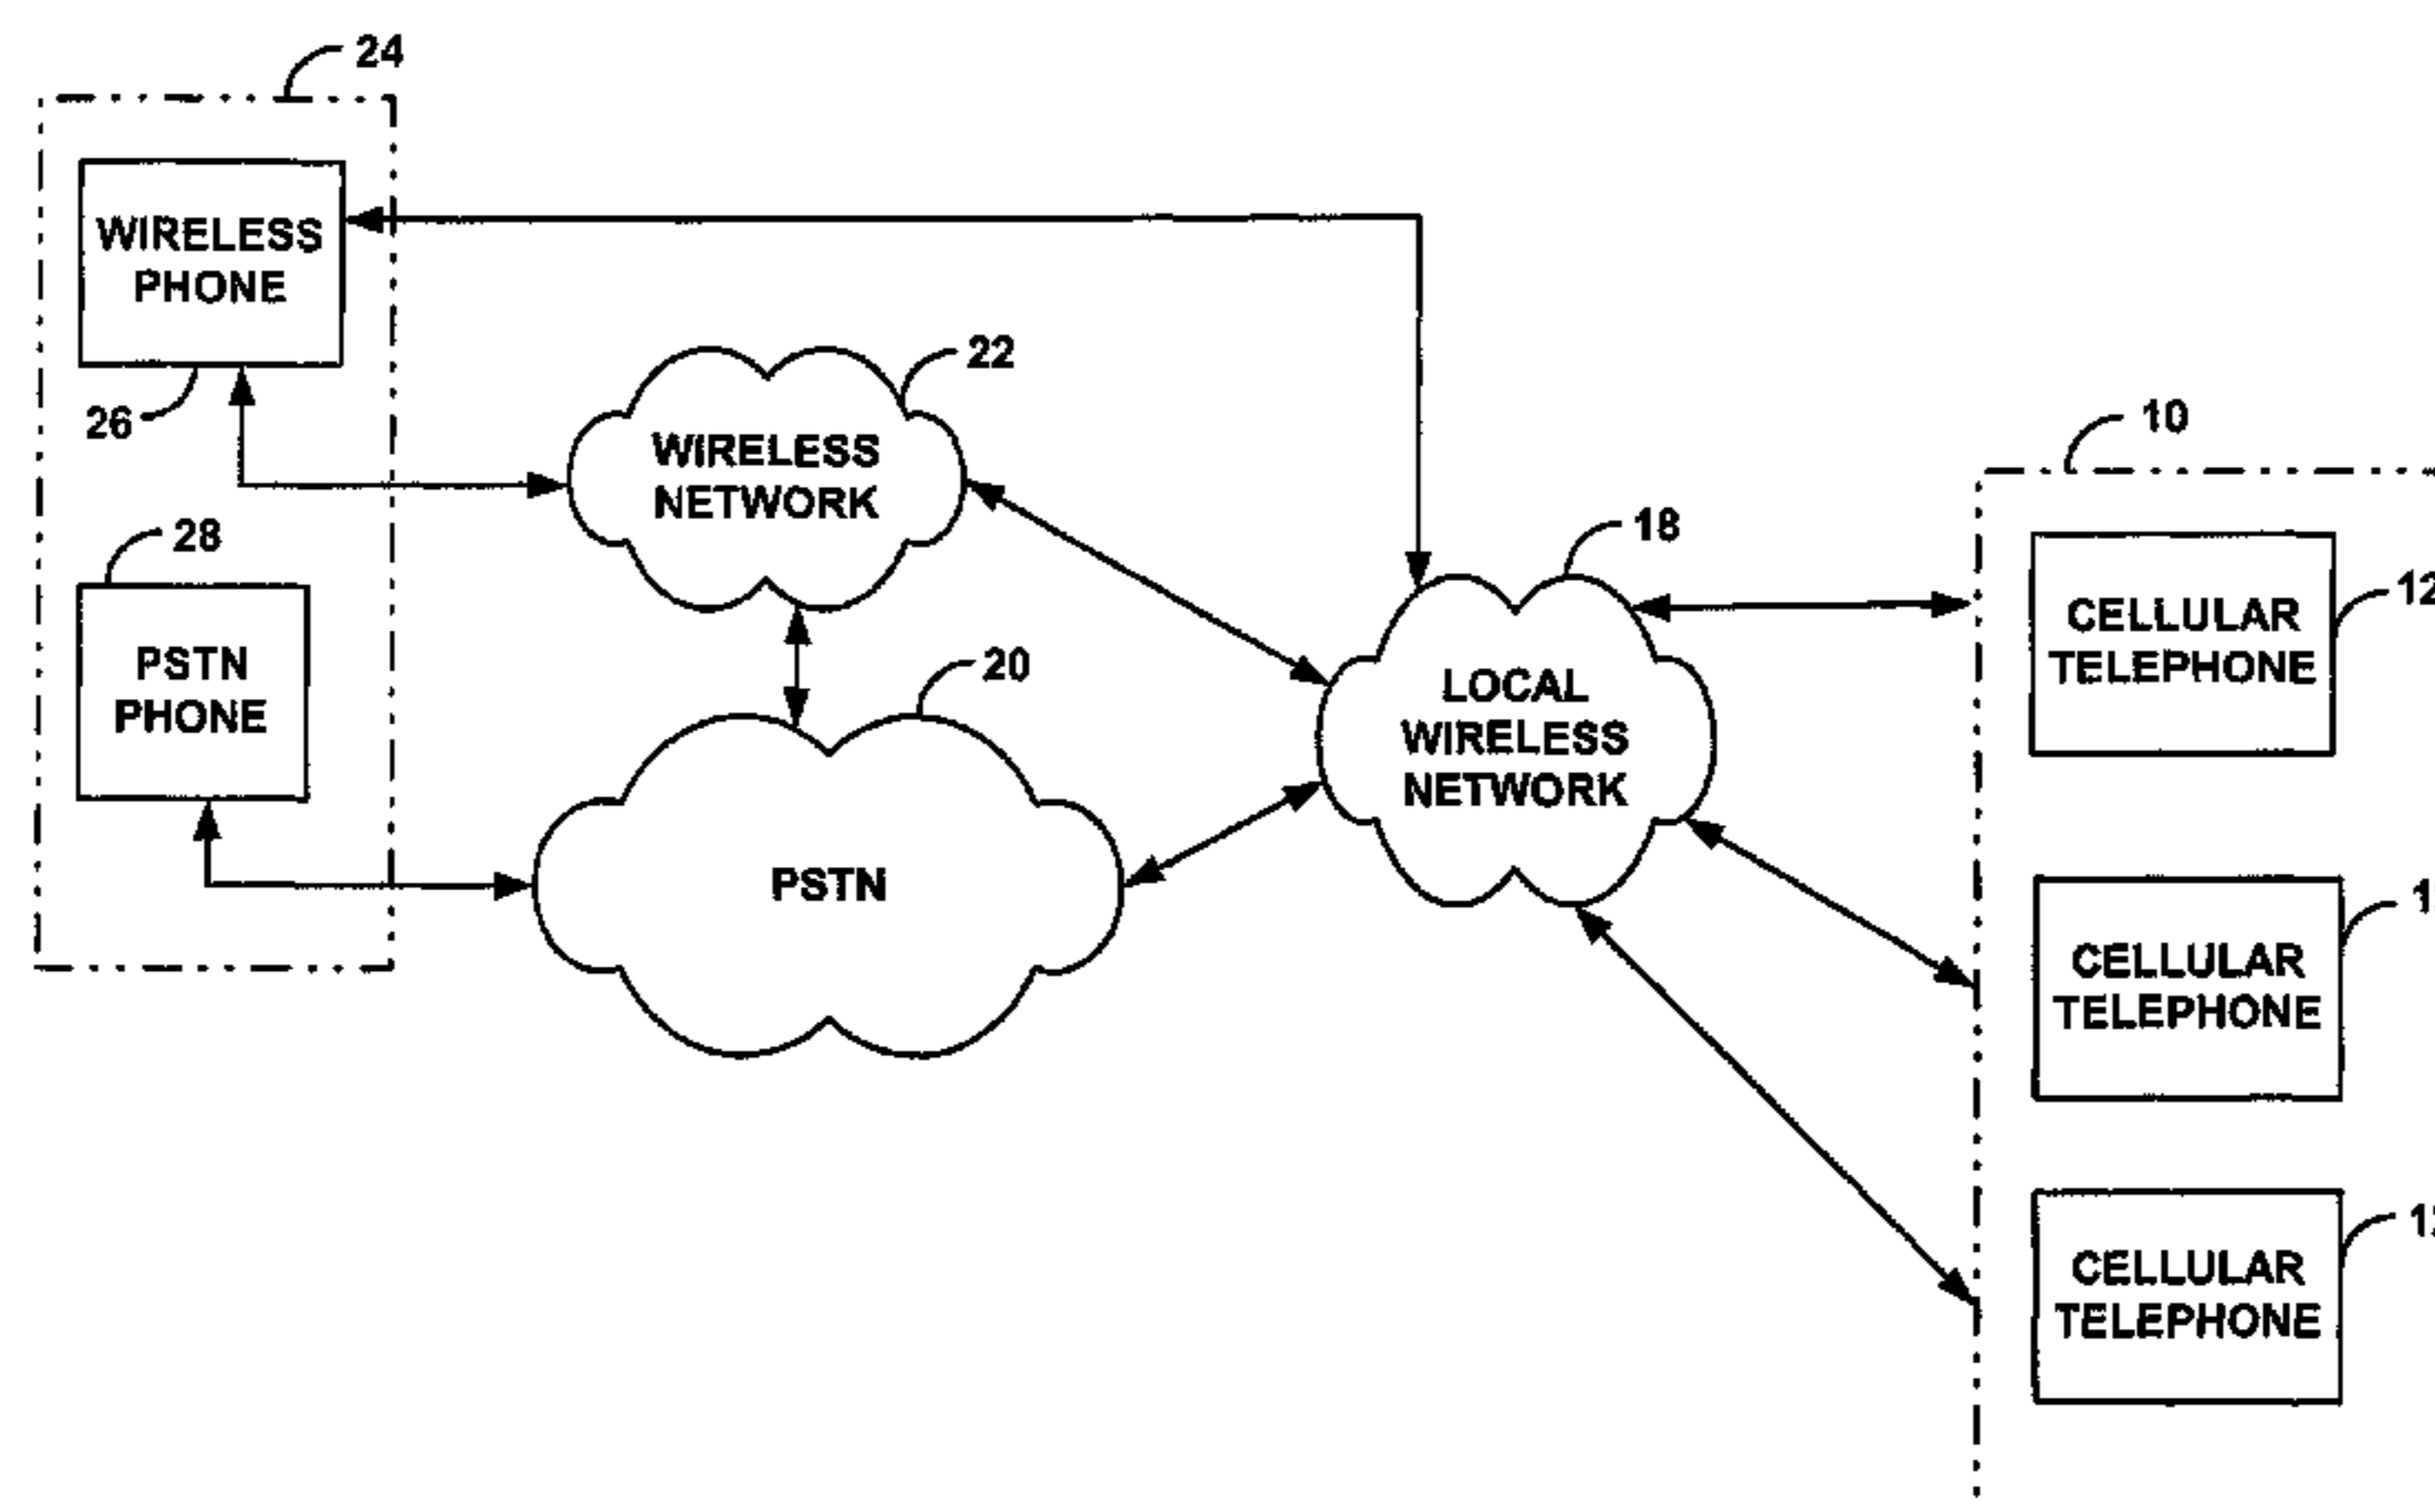 24
WIRELESS
PHONE
26
22
WIRELESS
NETWORK
10
28
PSTN
PHONE
20
PSTN
18
LOCAL
WIRELESS
NETWORK
CELLULAR
TELEPHONE
12
CELLULAR
TELEPHONE
CELLULAR
TELEPHONE